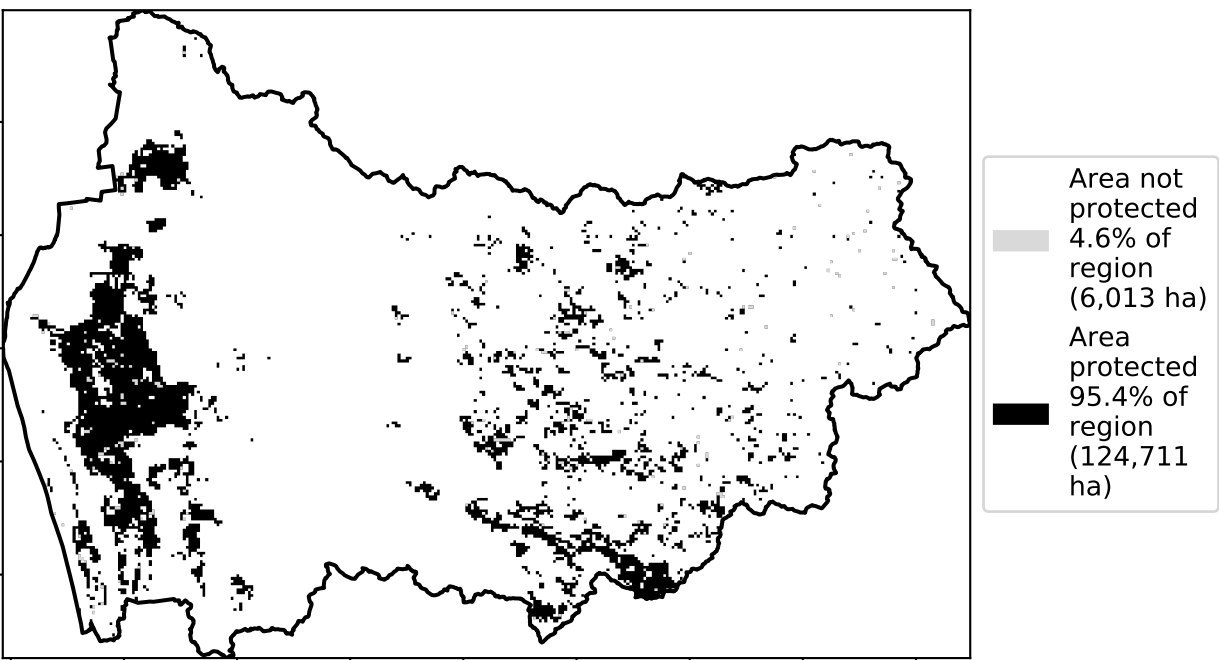 Area not
protected
4.6% of
region
(6,013 ha)
Area
protected
95.4% of
region
(124,711
ha)